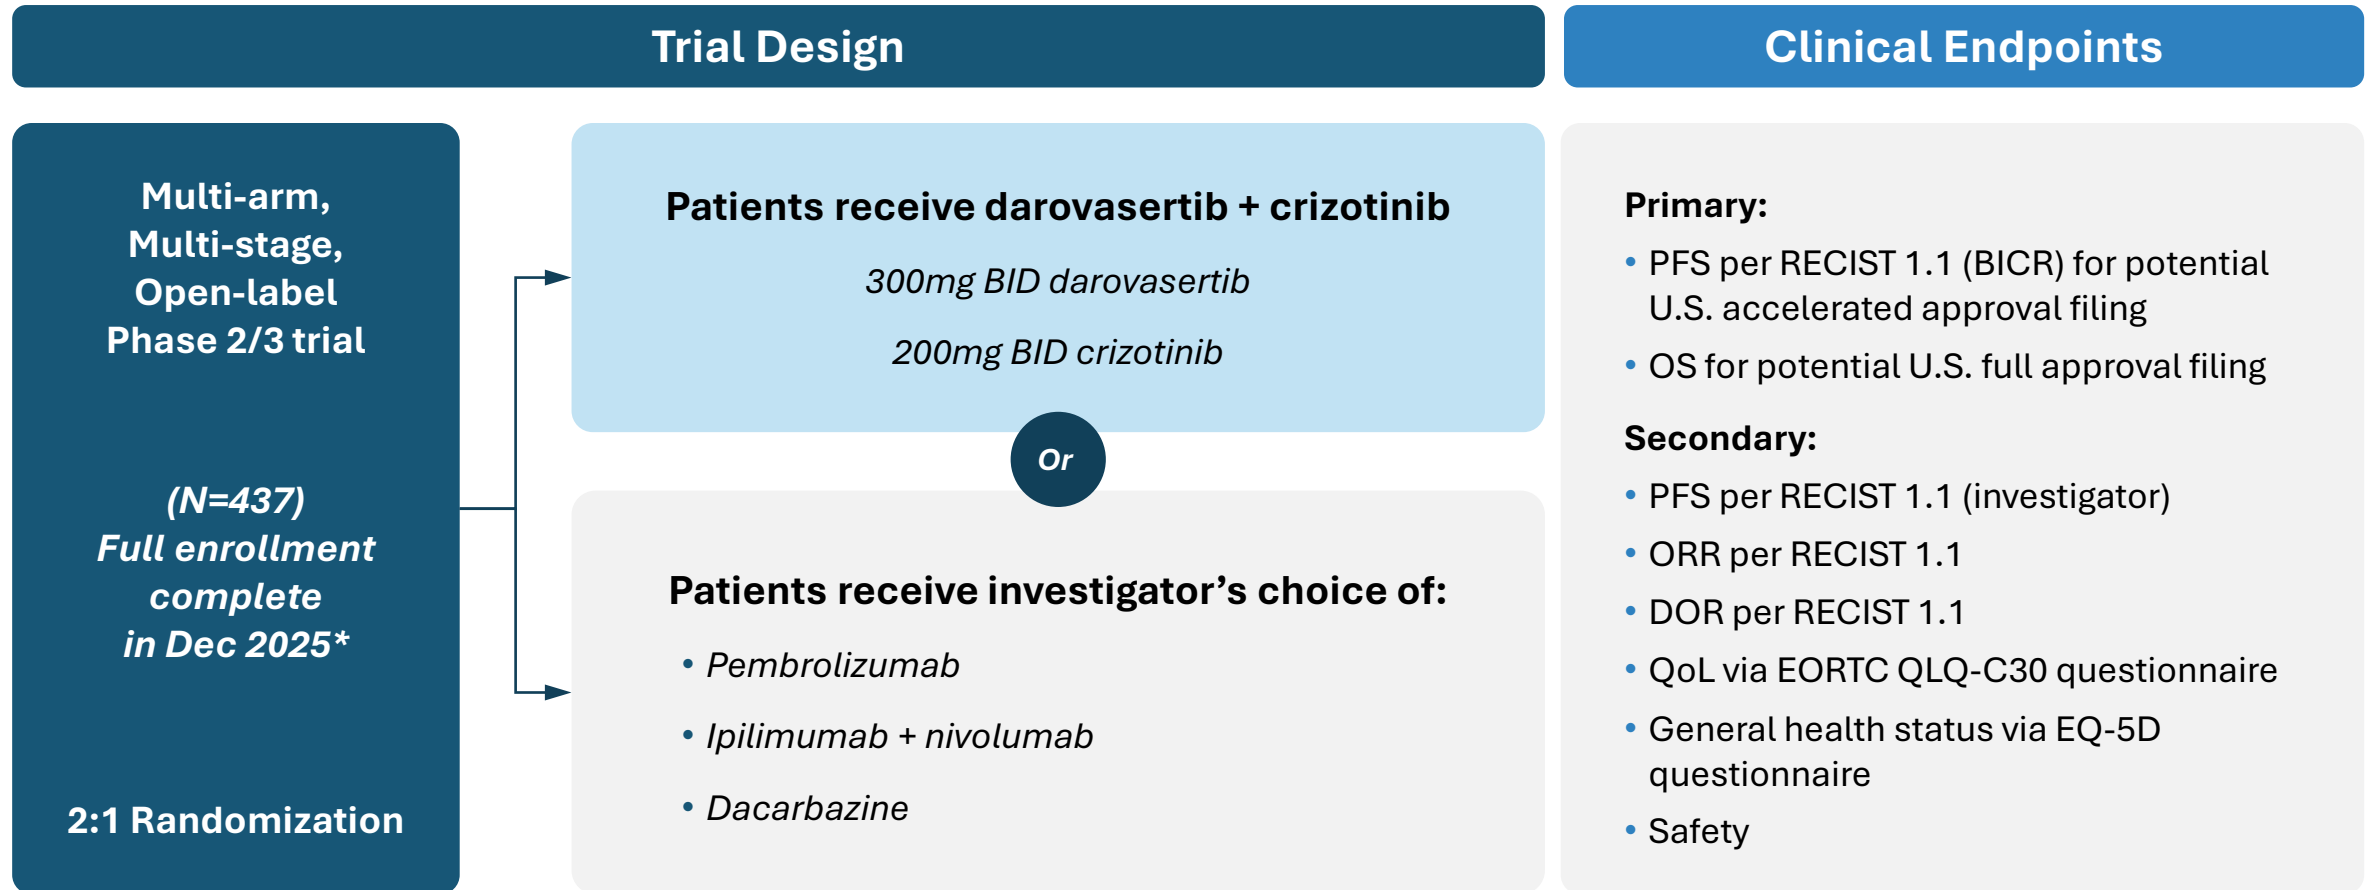 Trial Design
Clinical Endpoints
Multi-arm,
Multi-stage,
Open-label
Phase 2/3 trial
(N=437)
Full enrollment
complete
in Dec 2025*
2:1 Randomization
Patients receive darovasertib + crizotinib
300mg BID darovasertib
200mg BID crizotinib
Or
Patients receive investigator’s choice of:
• Pembrolizumab
• Ipilimumab + nivolumab
• Dacarbazine
Primary:
• PFS per RECIST 1.1 (BICR) for potential
U.S. accelerated approval filing
• OS for potential U.S. full approval filing
Secondary:
• PFS per RECIST 1.1 (investigator)
• ORR per RECIST 1.1
• DOR per RECIST 1.1
• QoL via EORTC QLQ-C30 questionnaire
• General health status via EQ-5D
questionnaire
• Safety